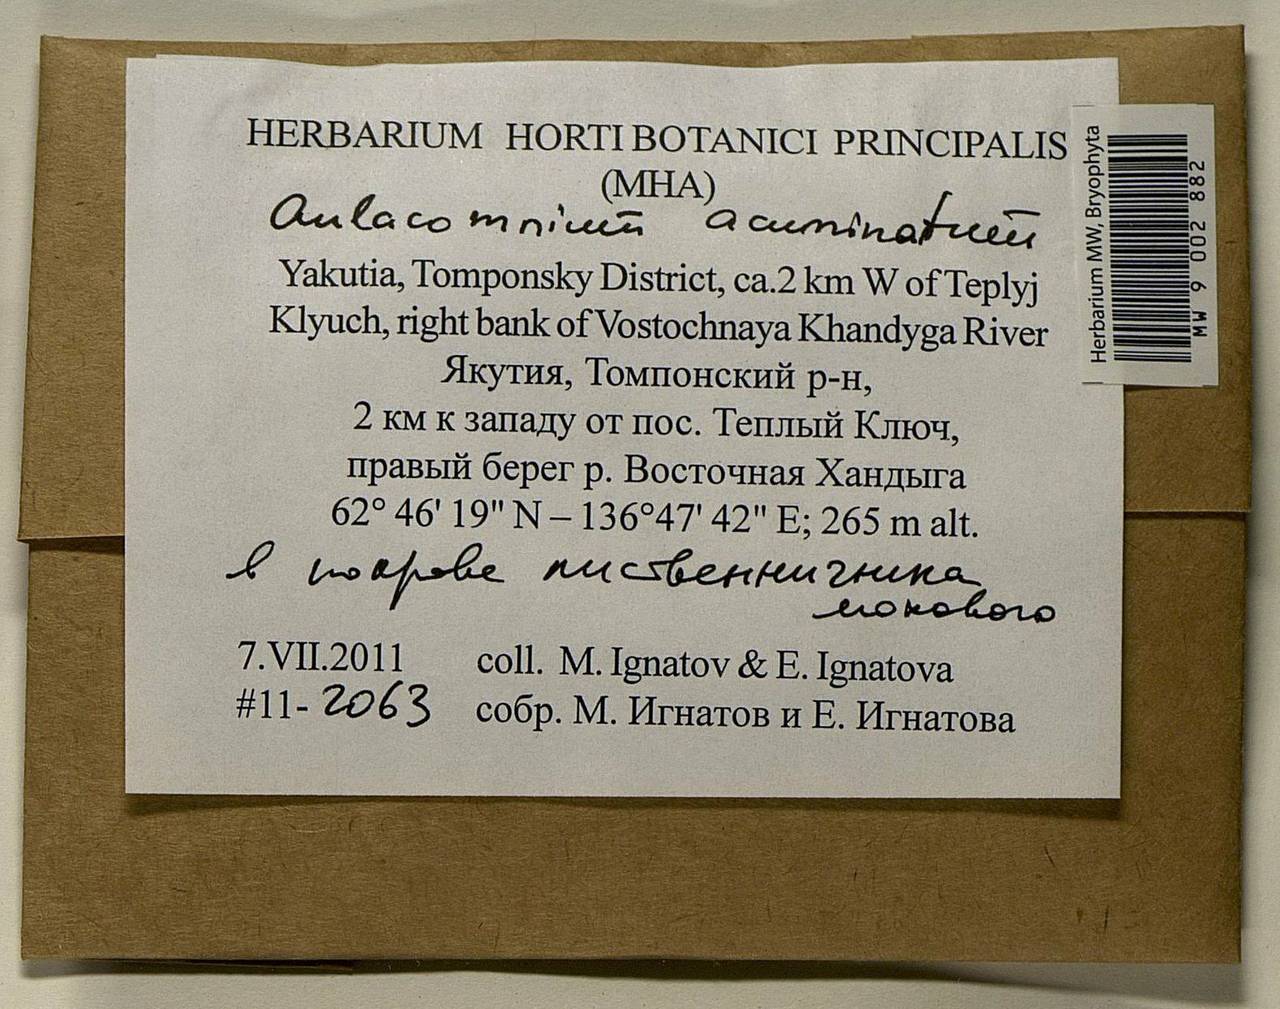 HERBARIUM HORTI BOTANICI PRINCIPALIS
(MHA)
Aulacomnium acuminatum
Yakutia, Tomponsky District, ca.2 km W of Teplyj
Klyuch, right bank of Vostochnaya Khandyga River
Якутия, Томпонский р-н,
2 км к западу от пос. Теплый Ключ,
правый берег р. Восточная Хандыга
62° 46' 19" N – 136°47' 42" E; 265 m alt.
в покрове лиственничника
мохового
7.VII.2011 coll. M. Ignatov & E. Ignatova
#11-2063 собр. М. Игнатов и Е. Игнатова
Herbarium MW, Bryophyta
MW 9 002 882